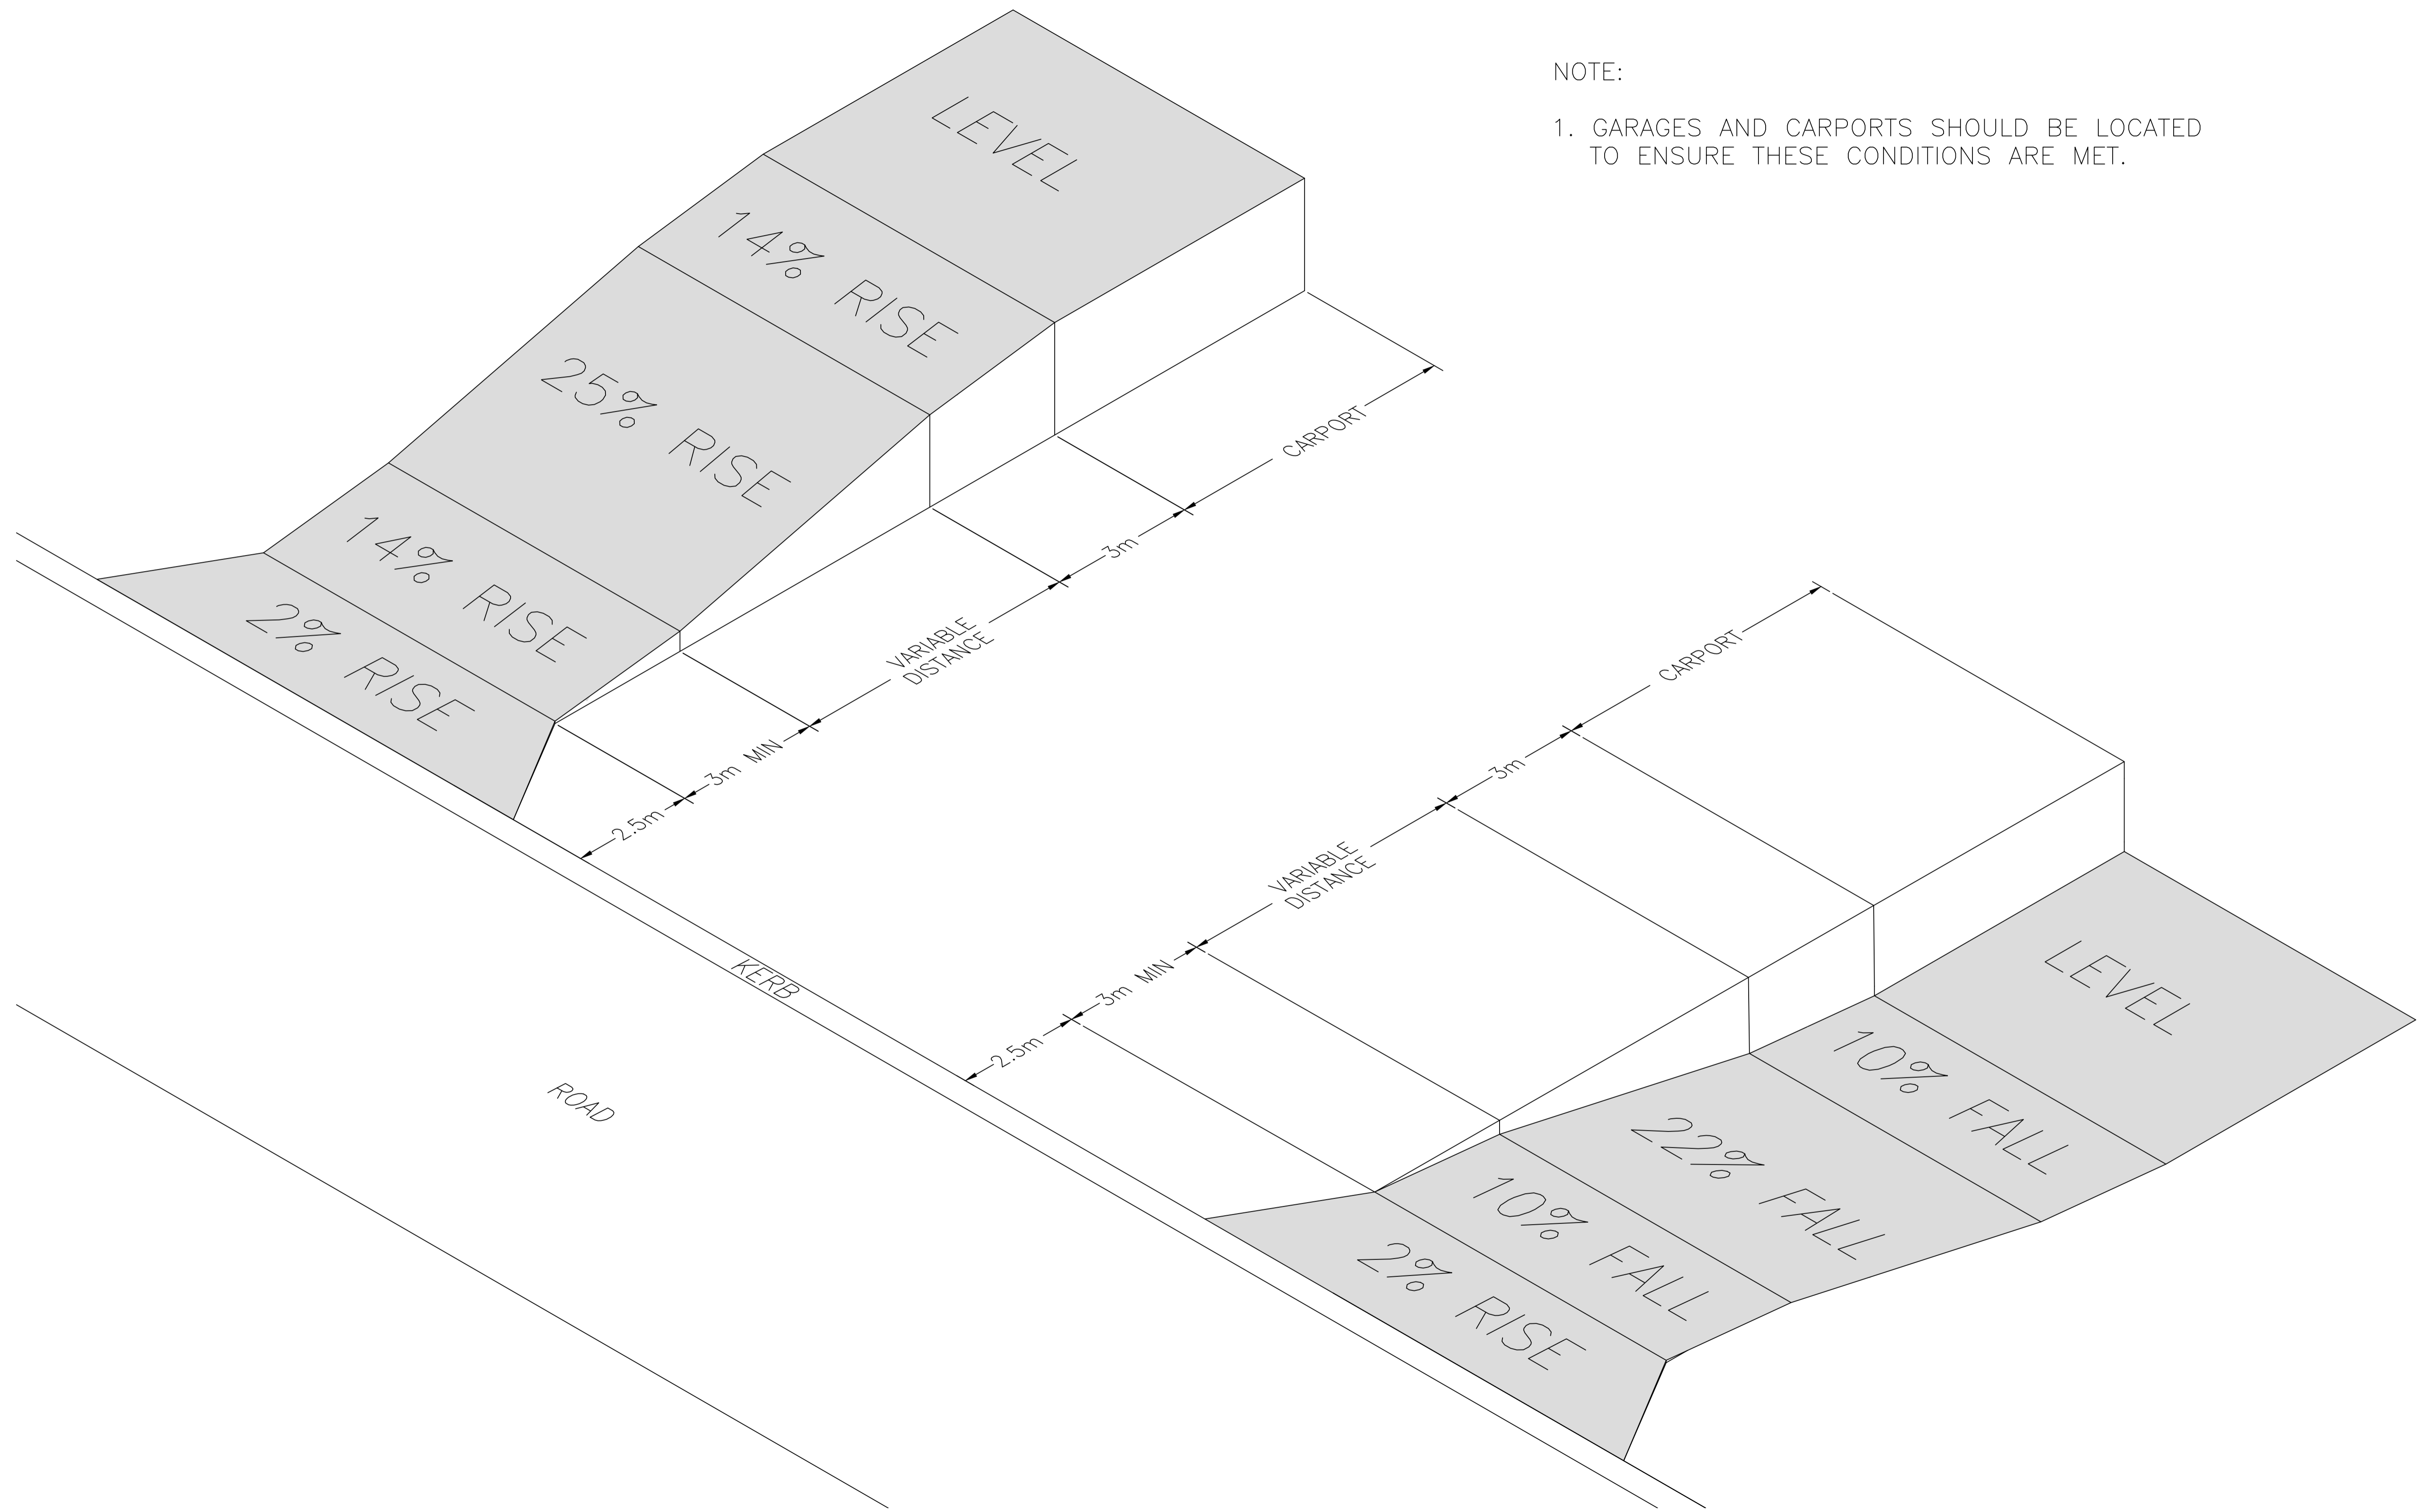 NOTE:
1. GARAGES AND CARPORTS SHOULD BE LOCATED
TO ENSURE THESE CONDITIONS ARE MET.
LEVEL
14% RISE
25% RISE
14% RISE
2% RISE
CARPORT
3m
VARIABLE
DISTANCE
3m MIN
2.5m
CARPORT
3m
VARIABLE
DISTANCE
3m MIN
2.5m
KERB
ROAD
LEVEL
10% FALL
22% FALL
10% FALL
2% RISE